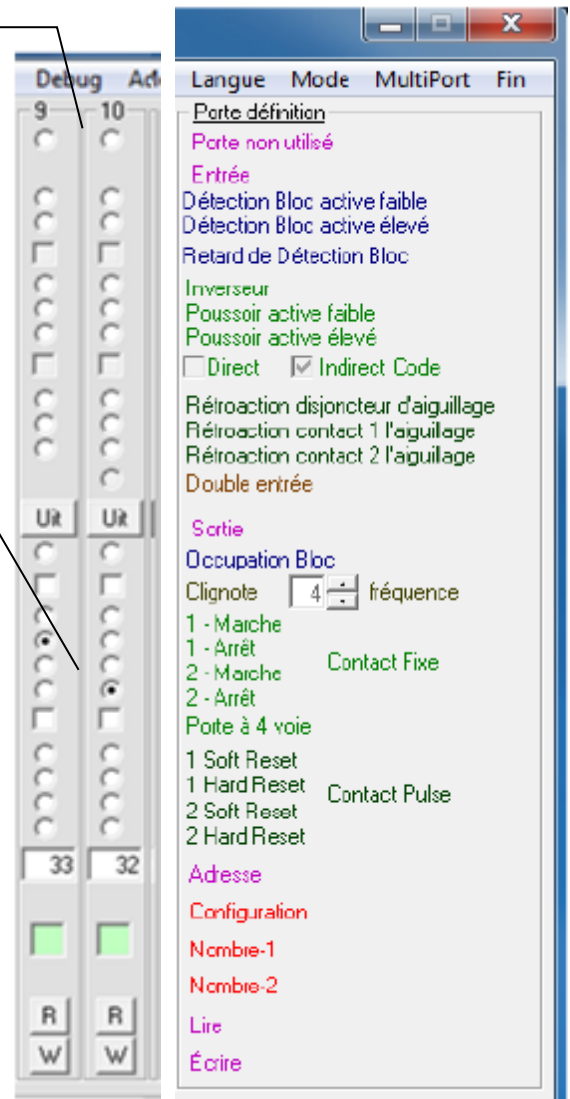 Debug
Langue Mode MultiPort Fin
9 10
Porte définition
Porte non utilisé
Entrée
Détection Bloc active faible
Détection Bloc active élevé
Retard de Détection Bloc
Inverseur
Poussoir active faible
Poussoir active élevé
Direct Indirect Code
Rétroaction disjoncteur d'aiguillage
Rétroaction contact 1 l'aiguillage
Rétroaction contact 2 l'aiguillage
Double entrée
Uit Uit
Sortie
Occupation Bloc
Clignote 4 fréquence
1 - Marche
1 - Arrêt
2 - Marche
Contact Fixe
2 - Arrêt
Porte à 4 voie
1 Soft Reset
1 Hard Reset
Contact Pulse
2 Soft Reset
2 Hard Reset
33 32
Adresse
Configuration
Nombre-1
Nombre-2
R R
Lire
W W
Écrire